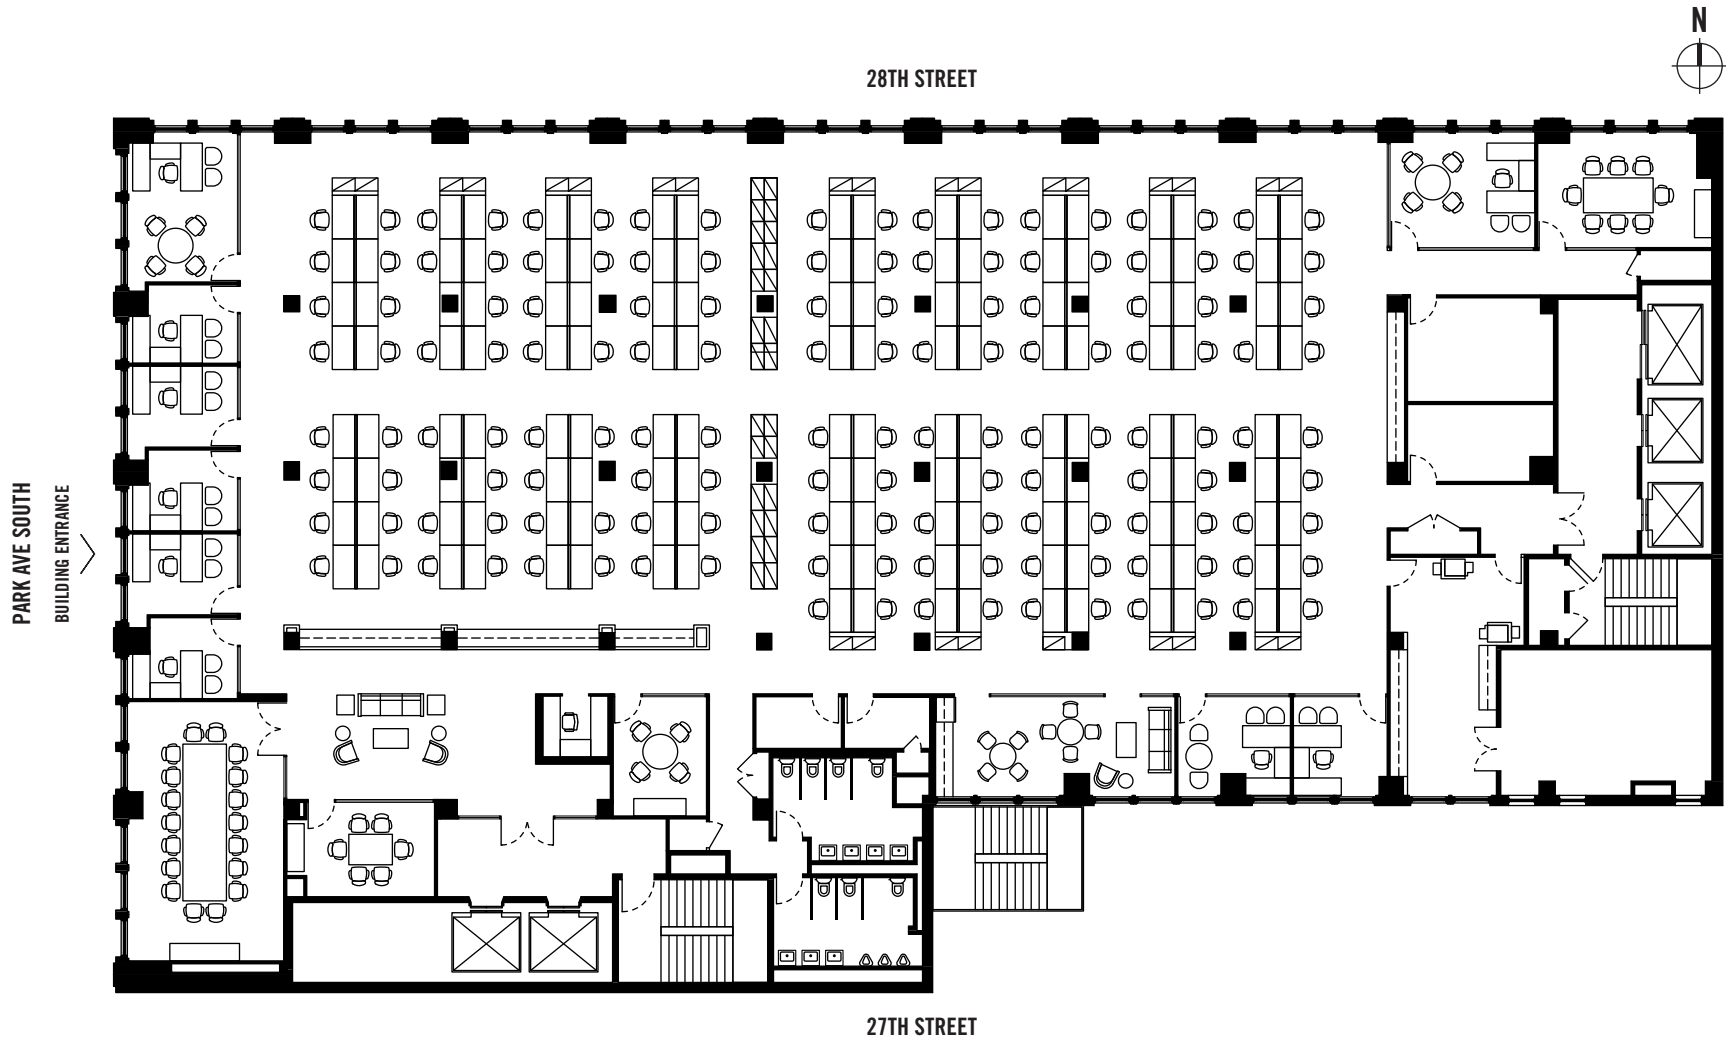 N
28TH STREET
PARK AVE SOUTH
BUILDING ENTRANCE
27TH STREET